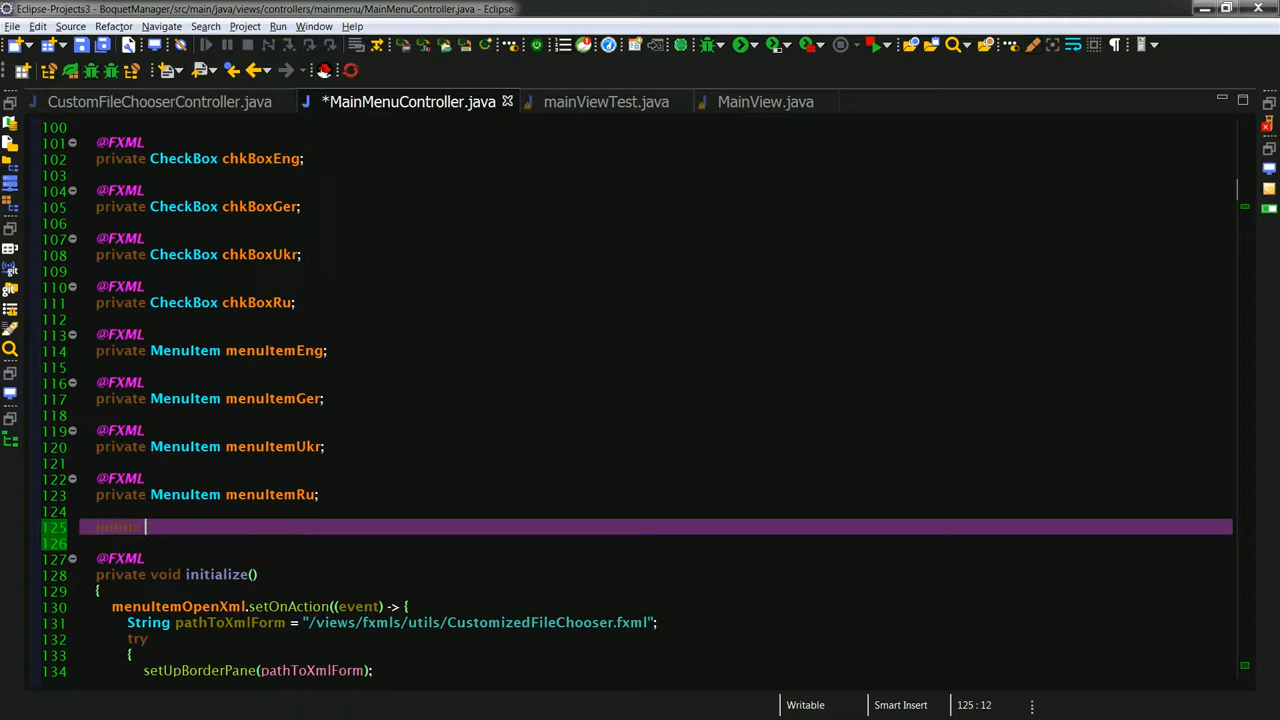 Eclipse-Projects3 - BoquetManager/src/main/java/views/controllers/mainmenu/MainMenuController.java - Eclipse
File Edit Source Refactor Navigate Search Project Run Window Help
CustomFileChooserController.java *MainMenuController.java mainViewTest.java MainView.java
100
101 @FXML
102 private CheckBox chkBoxEng;
103
104 @FXML
105 private CheckBox chkBoxGer;
106
107 @FXML
108 private CheckBox chkBoxUkr;
109
110 @FXML
111 private CheckBox chkBoxRu;
112
113 @FXML
114 private MenuItem menuItemEng;
115
116 @FXML
117 private MenuItem menuItemGer;
118
119 @FXML
120 private MenuItem menuItemUkr;
121
122 @FXML
123 private MenuItem menuItemRu;
124
125
126
127 @FXML
128 private void initialize()
129 {
130 menuItemOpenXml.setOnAction((event) -> {
131 String pathToXmlForm = "/views/fxmls/utils/CustomizedFileChooser.fxml";
132 try
133 {
134 setUpBorderPane(pathToXmlForm);
Writable Smart Insert 125 : 12